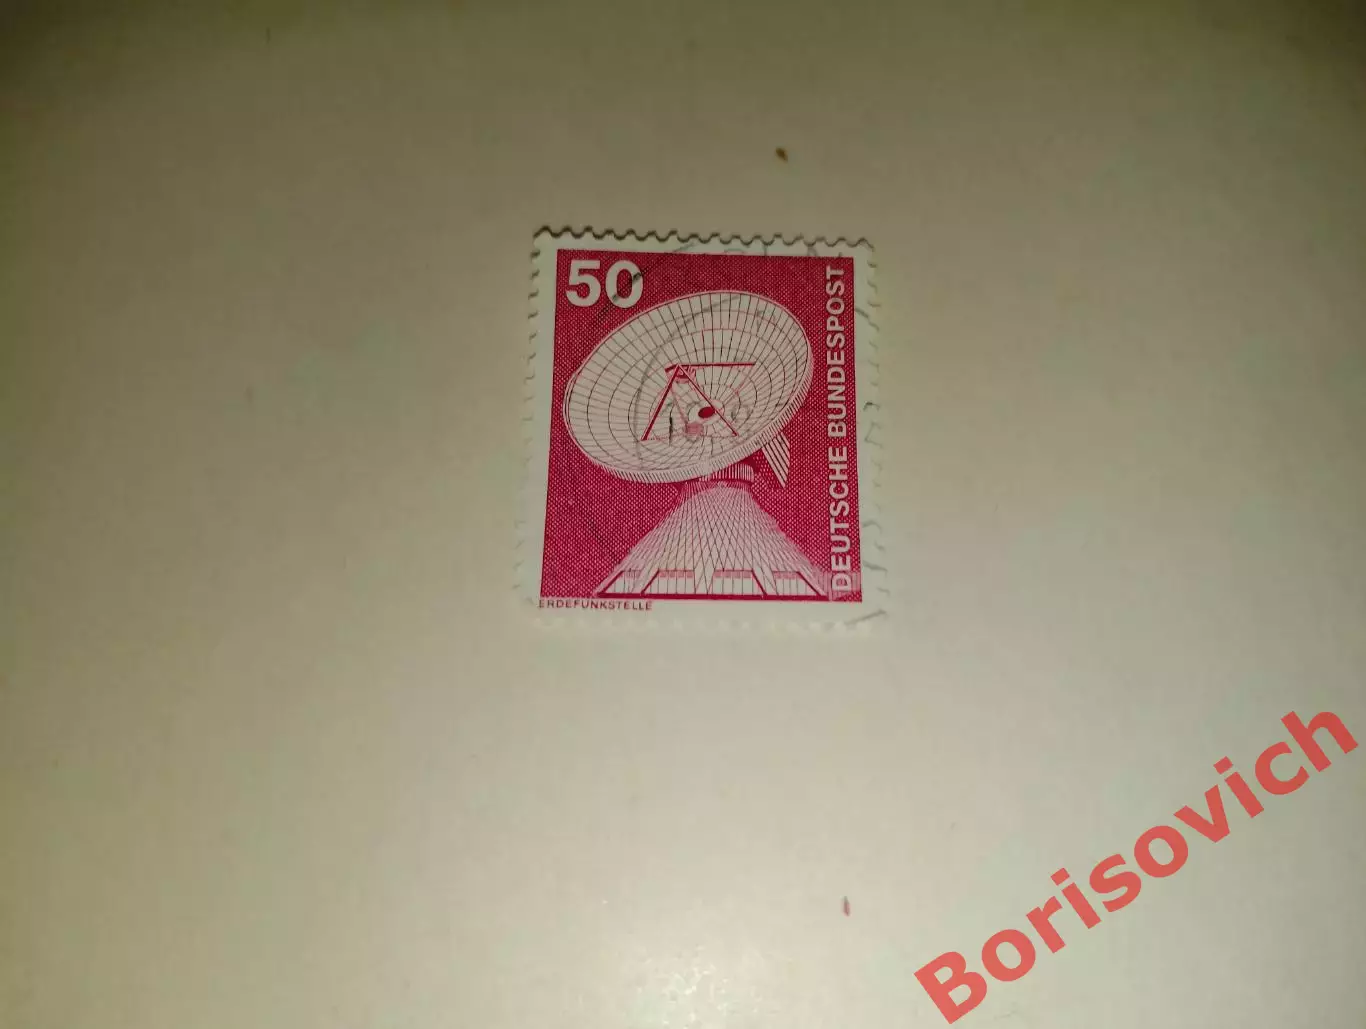 50
DEUTSCHE BUNDESPOST
ERDEFUNKSTELLE
Borisovich